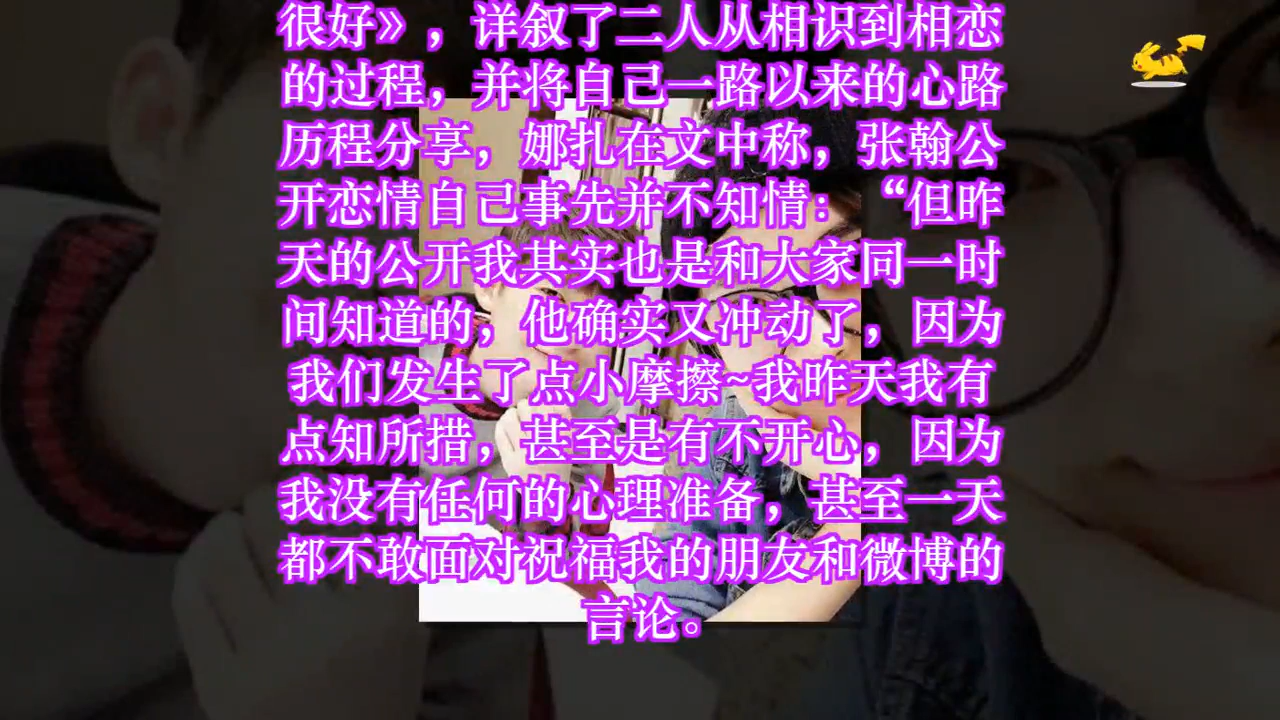 很好》，详叙了二人从相识到相恋
的过程，并将自己一路以来的心路
历程分享，娜扎在文中称，张翰公
开恋情自己事先并不知情：“但昨
天的公开我其实也是和大家同一时
间知道的，他确实又冲动了，因为
我们发生了点小摩擦~我昨天我有
点知所措，甚至是有不开心，因为
我没有任何的心理准备，甚至一天
都不敢面对祝福我的朋友和微博的
言论。